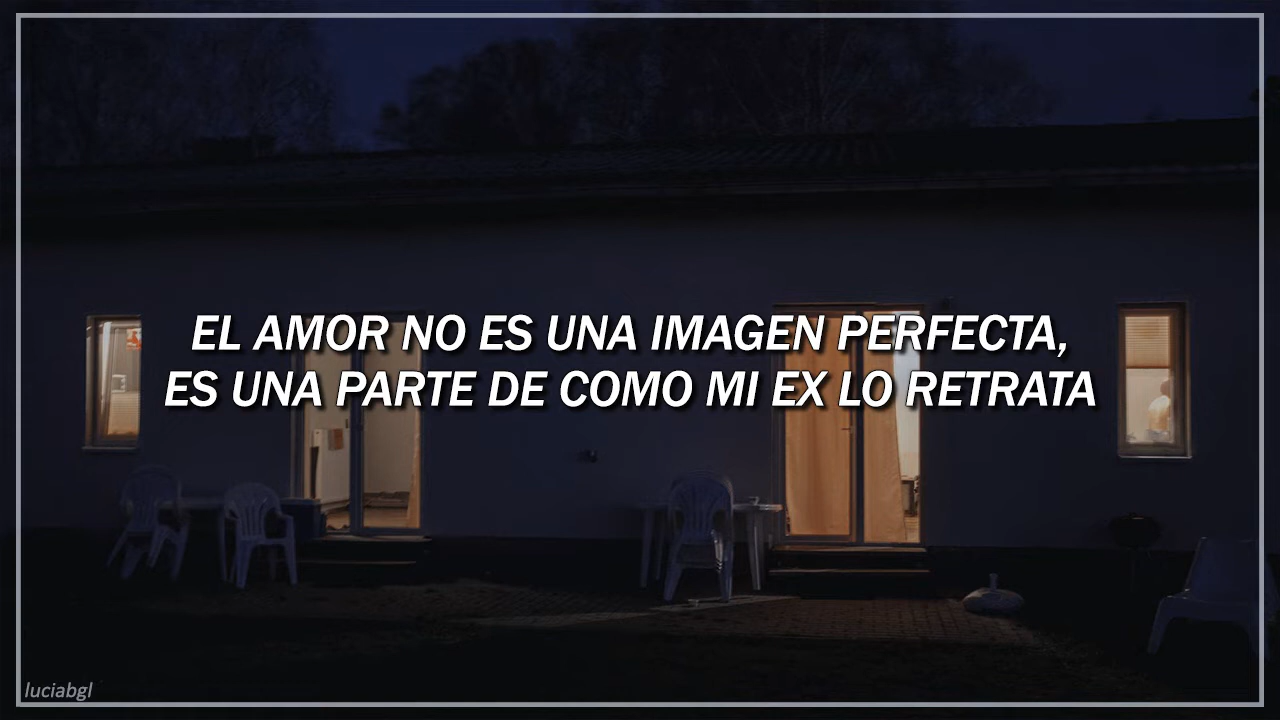 EL AMOR NO ES UNA IMAGEN PERFECTA,
ES UNA PARTE DE COMO MI EX LO RETRATA
luciabgl